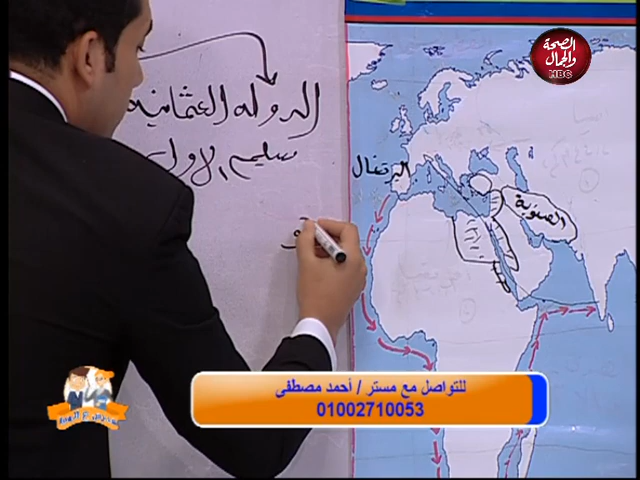 الصحة
والجمال
HBC
الدوله العثمانيه
سليم الاول
البرتغال
الصفوية
للتواصل مع مستر / أحمد مصطفى
01002710053